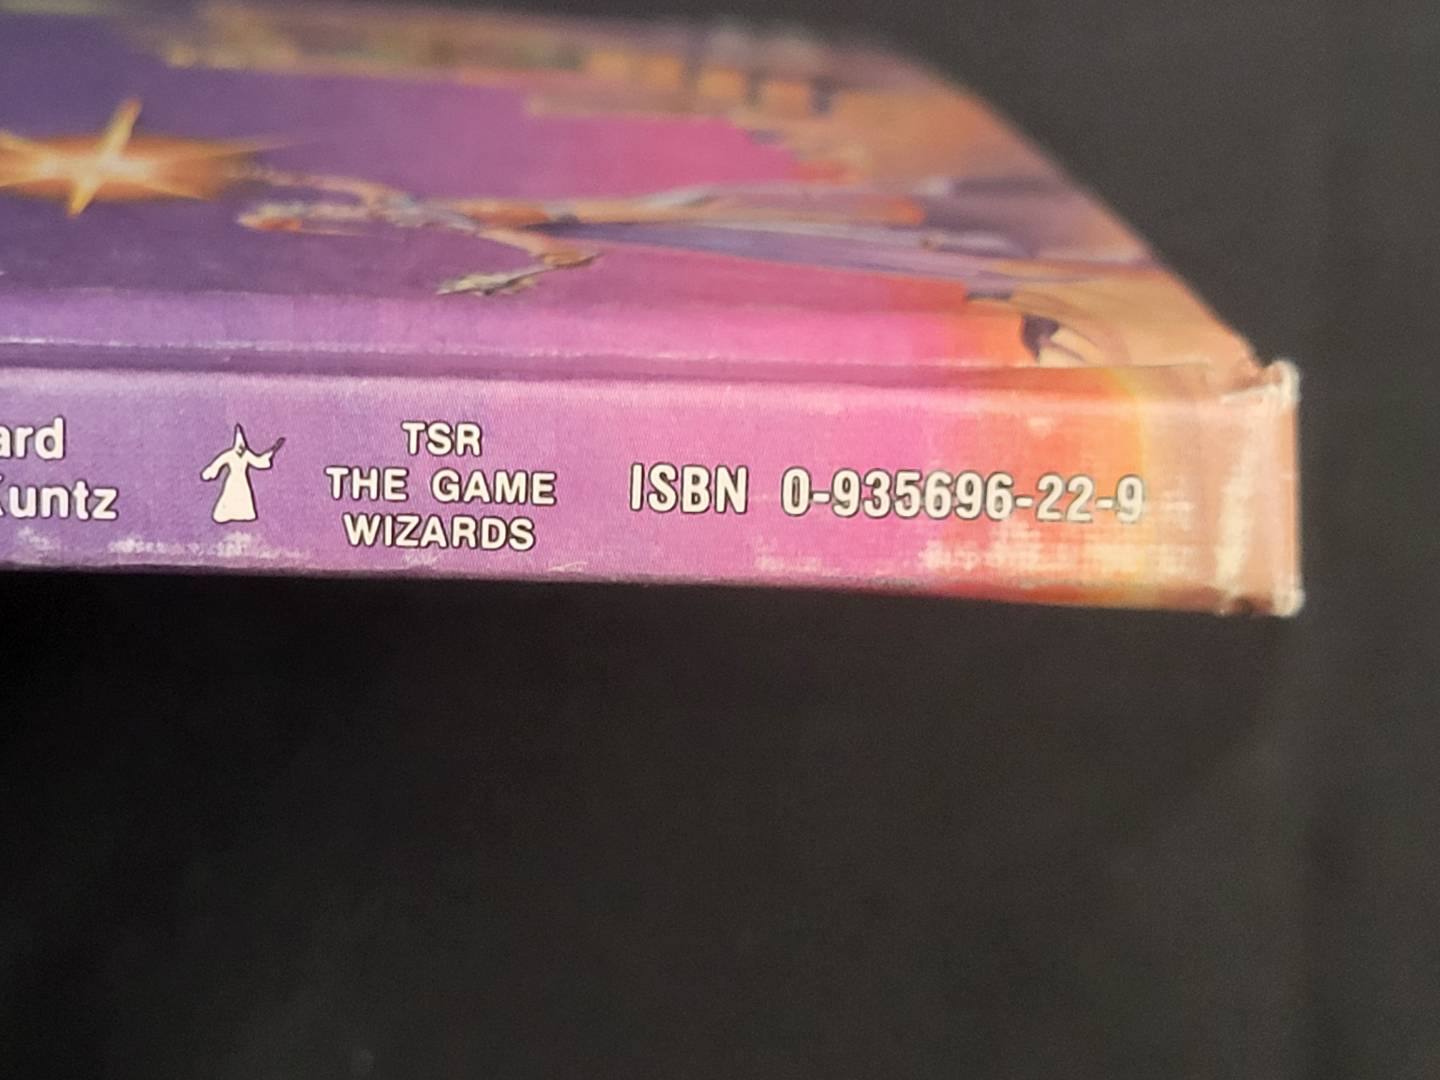 ard
Kuntz
TSR
THE GAME
WIZARDS
ISBN 0-935696-22-9